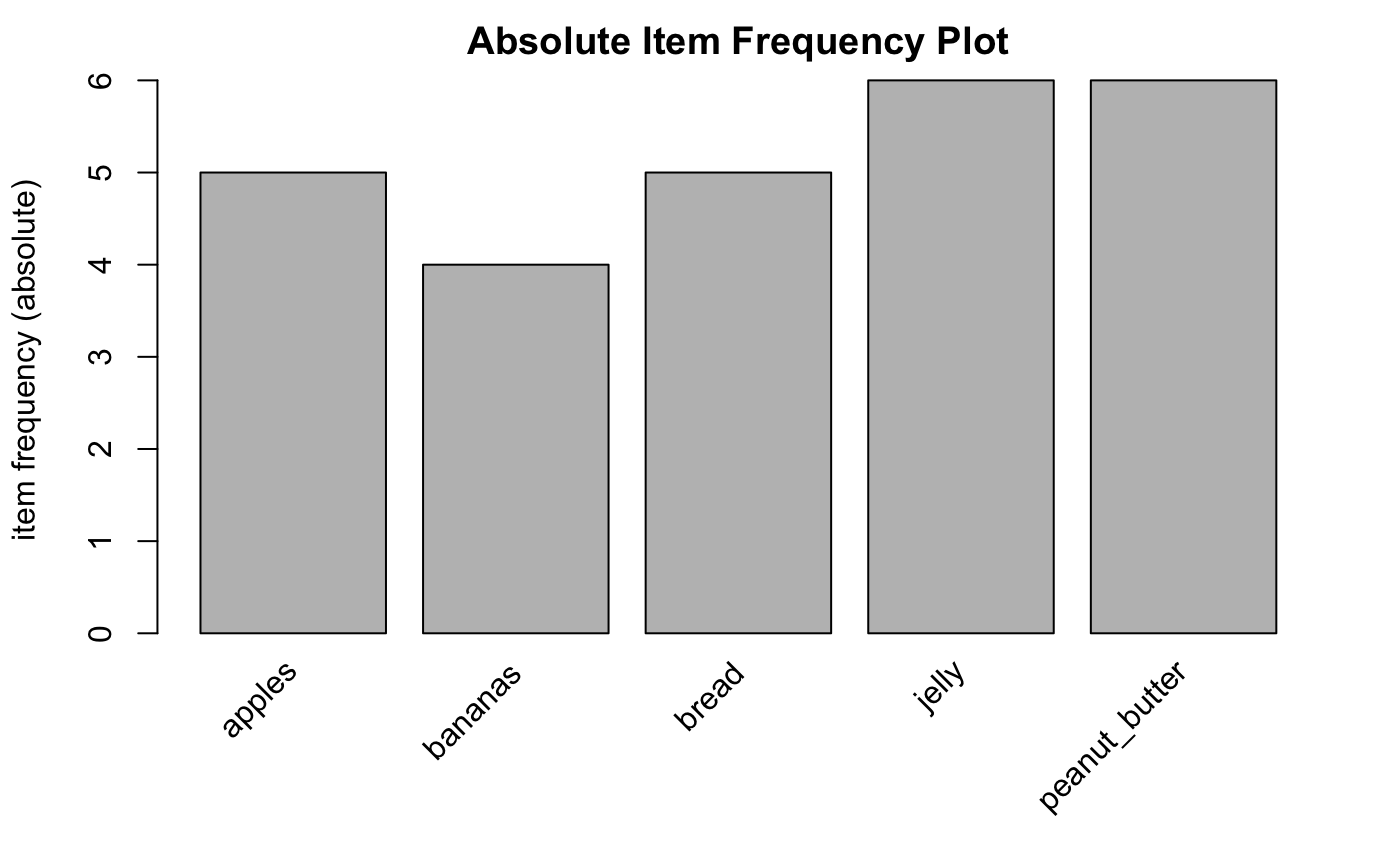 Absolute Item Frequency Plot
item frequency (absolute)
6
5
4
3
2
1
0
apples
bananas
bread
jelly
peanut_butter